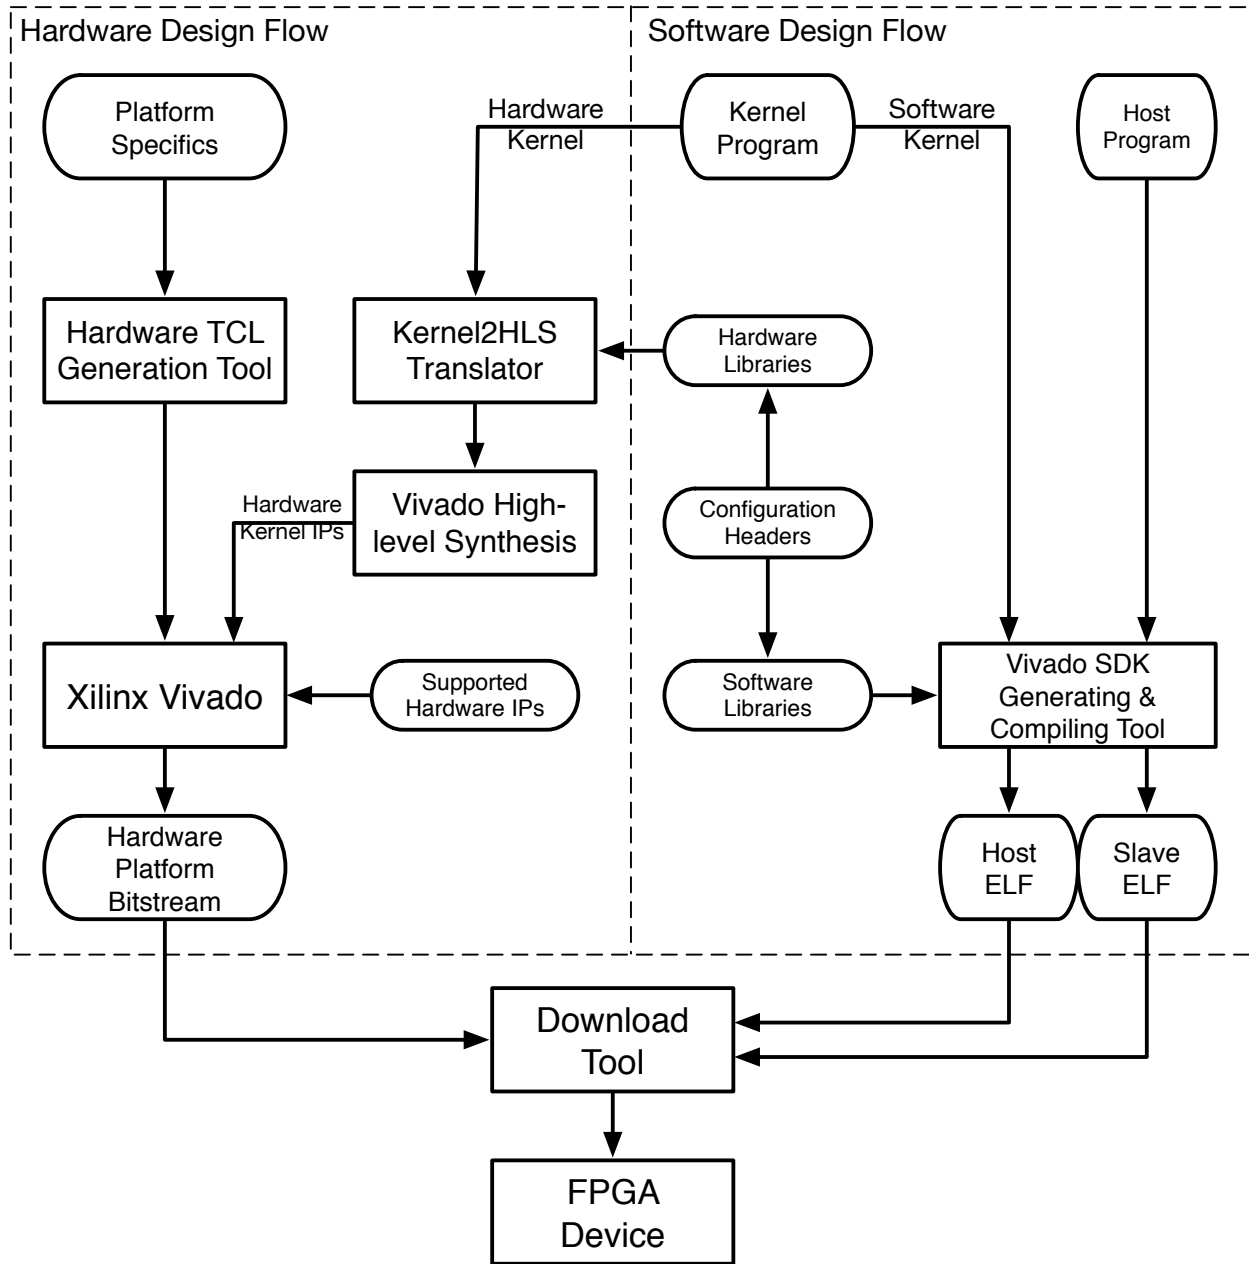 Hardware Design Flow
Software Design Flow
Platform
Specifics
Hardware
Kernel
Kernel
Program
Software
Kernel
Host
Program
Hardware TCL
Generation Tool
Kernel2HLS
Translator
Hardware
Libraries
Hardware
Kernel IPs
Vivado High-
level Synthesis
Configuration
Headers
Xilinx Vivado
Supported
Hardware IPs
Software
Libraries
Vivado SDK
Generating &
Compiling Tool
Hardware
Platform
Bitstream
Host
ELF
Slave
ELF
Download
Tool
FPGA
Device